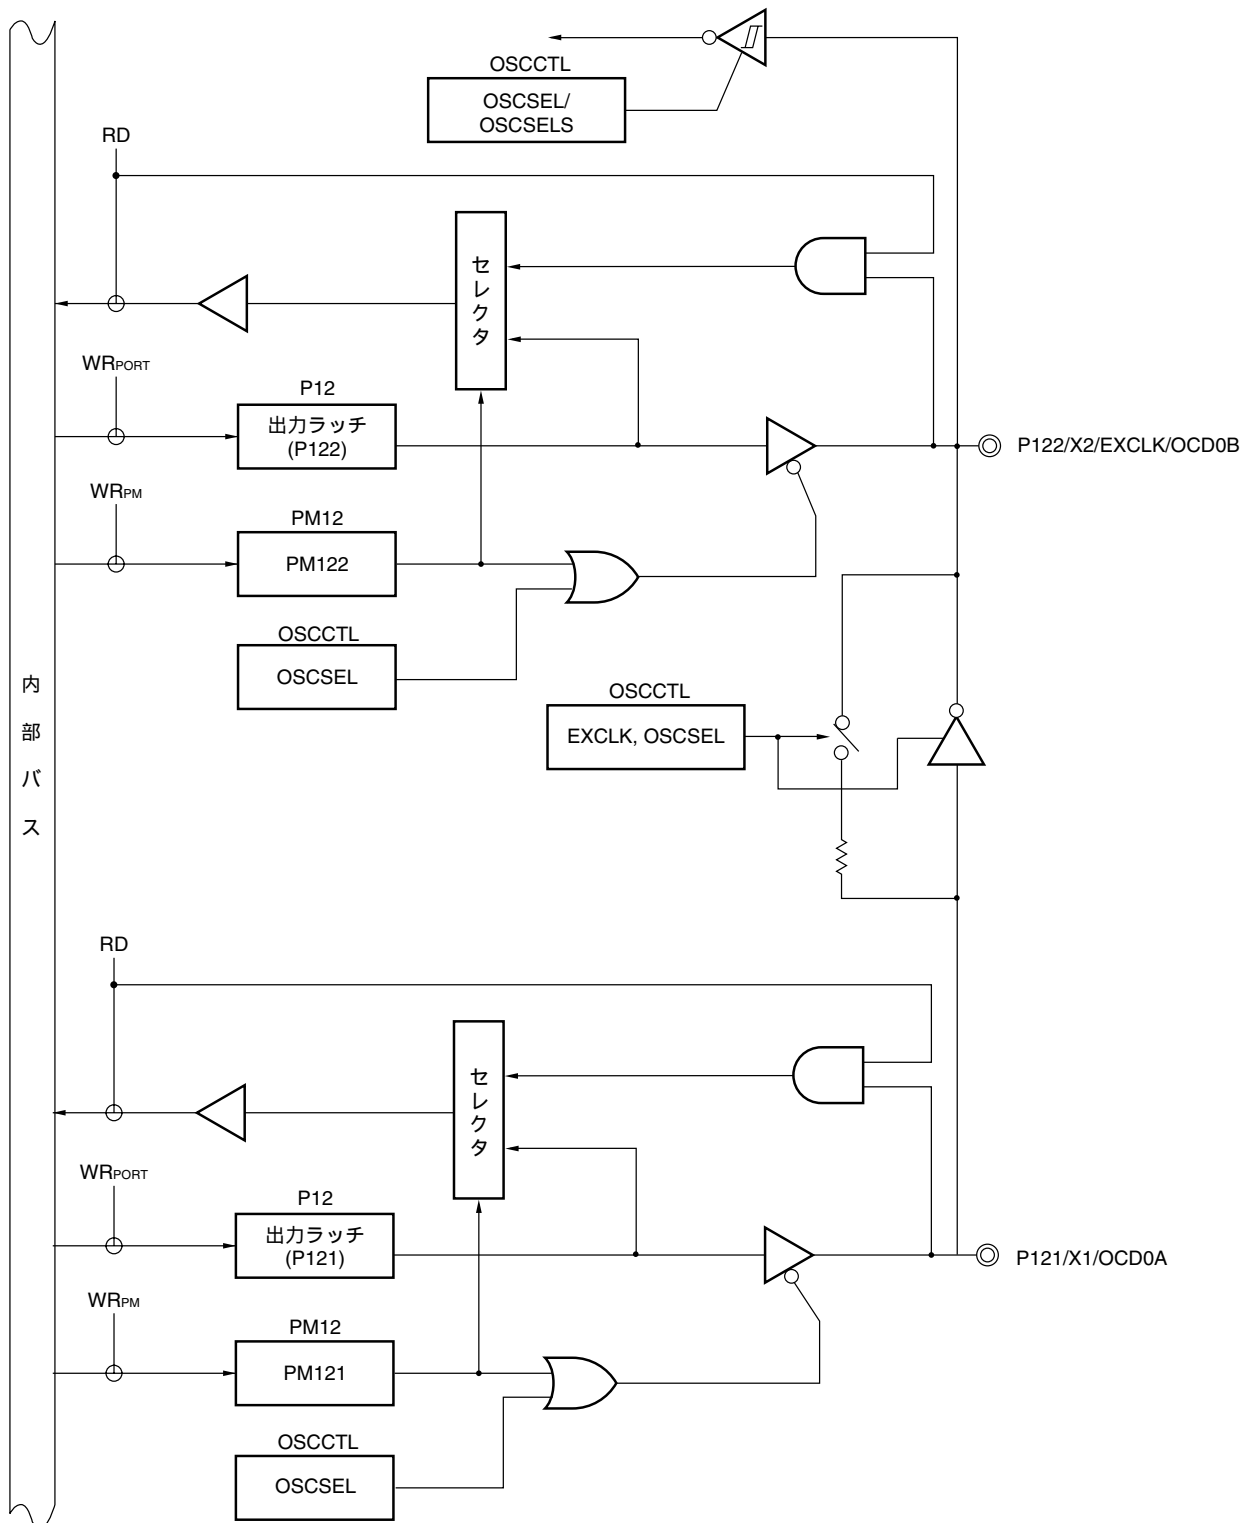 OSCCTL
OSCSEL/
OSCSELS
RD
セレクタ
WRPORT
P12
出力ラッチ
(P122)
P122/X2/EXCLK/OCD0B
WRPM
PM12
PM122
OSCCTL
OSCSEL
OSCCTL
EXCLK, OSCSEL
内部バス
RD
セレクタ
WRPORT
P12
出力ラッチ
(P121)
P121/X1/OCD0A
WRPM
PM12
PM121
OSCCTL
OSCSEL